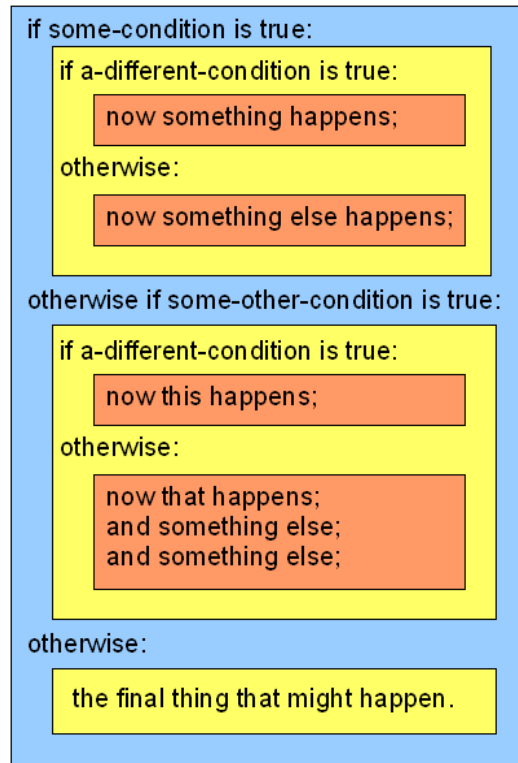 if some-condition is true:
if a-different-condition is true:
now something happens;
otherwise:
now something else happens;
otherwise if some-other-condition is true:
if a-different-condition is true:
now this happens;
otherwise:
now that happens;
and something else;
and something else;
otherwise:
the final thing that might happen.